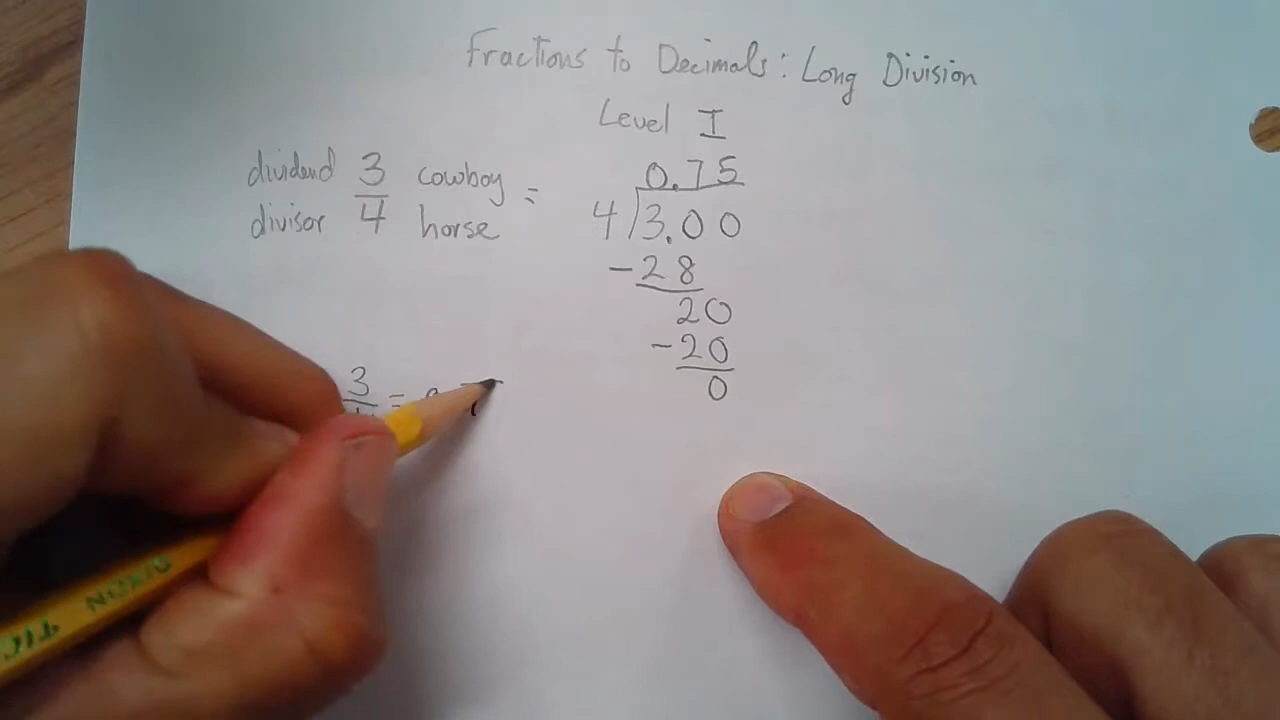 Fractions to Decimals: Long Division
Level I
dividend 3 cowboy
divisor 4 horse
=
0.75
4)3.00
-28
20
-20
0
3
=